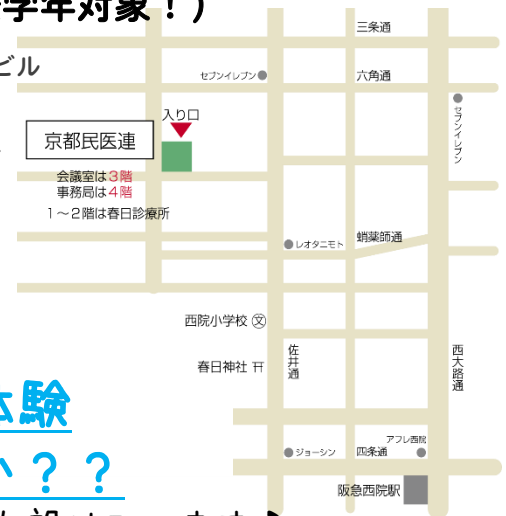 学年対象！）
三条通
ビル
セブンイレブン
六角通
入り口
セブンイレブン
京都民医連
会議室は3階
事務局は４階
１～２階は春日診療所
レオタニモト
蛸薬師通
西院小学校 文
佐井通
西大路通
春日神社
体験
い？？
アフレ西院
ジョーシン
四条通
阪急西院駅